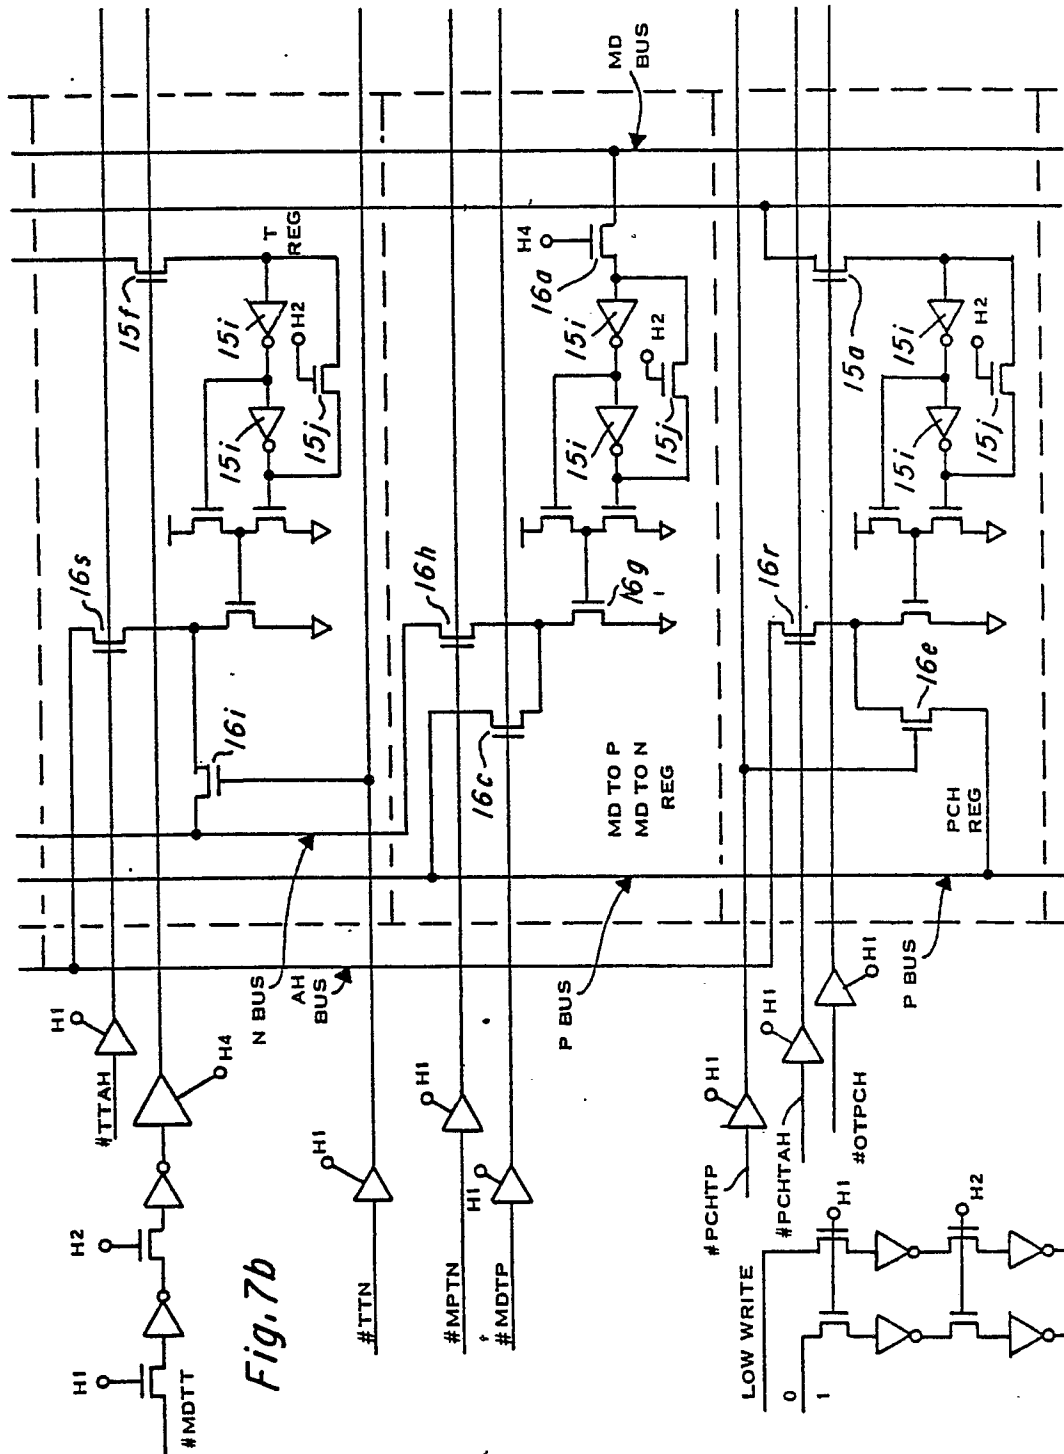 MD
BUS
15f
T
REG
15i
H2
15i
15j
16s
16i
N BUS
AH
BUS
H1
#TTAH
H4
H2
H1
#MDTT
Fig. 7b
H4
16a
15i
H2
15i
15j
16h
16g
16c
MD TO P
MD TO N
REG
P BUS
H1
#TTN
H1
#MPTN
H1
#MDTP
15a
15i
H2
15i
15j
16r
16e
PCH
REG
P BUS
H1
#PCHTP
H1
#PCHTAH
H1
#OTPCH
LOW WRITE
0
1
H1
H2